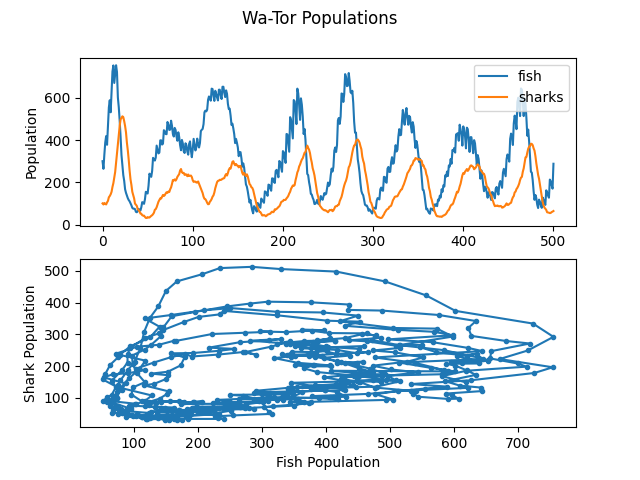 Wa-Tor Populations
Population
600
400
200
0
fish
sharks
0 100 200 300 400 500
Shark Population
500
400
300
200
100
100 200 300 400 500 600 700
Fish Population